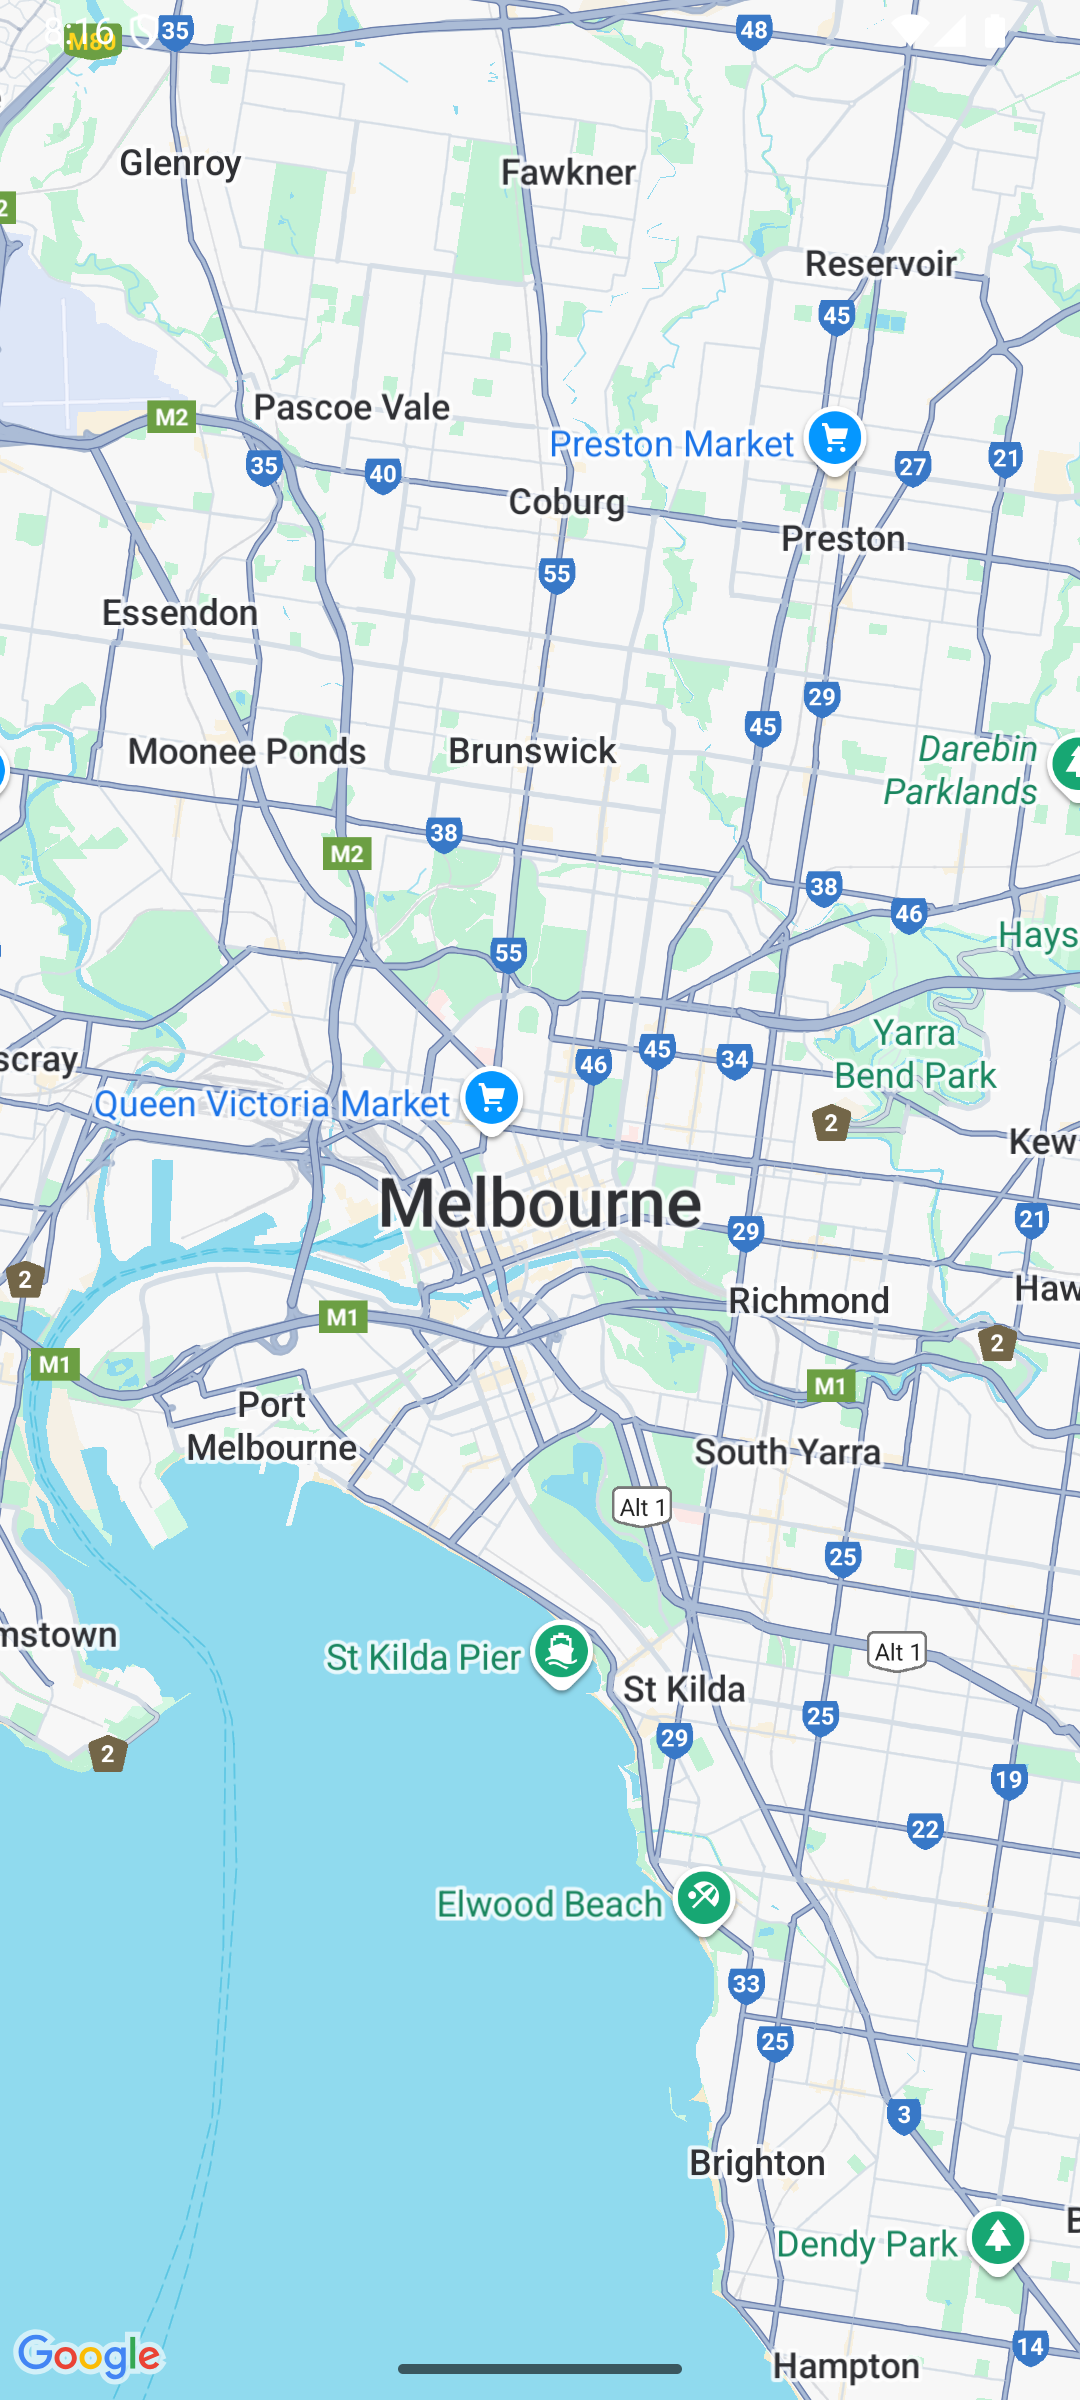 8:16
M80
35
48
Glenroy
Fawkner
2
Reservoir
45
Pascoe Vale
M2
Preston Market
35
40
27
21
Coburg
Preston
55
Essendon
29
45
Moonee Ponds
Brunswick
Darebin
Parklands
38
M2
38
46
Hays
55
Yarra
Bend Park
45
34
46
scray
Queen Victoria Market
2
Kew
Melbourne
29
21
2
Haw
Richmond
M1
2
M1
M1
Port
Melbourne
South Yarra
Alt 1
25
mstown
St Kilda Pier
Alt 1
St Kilda
25
29
2
19
22
Elwood Beach
33
25
3
Brighton
B
Dendy Park
14
Google
Hampton